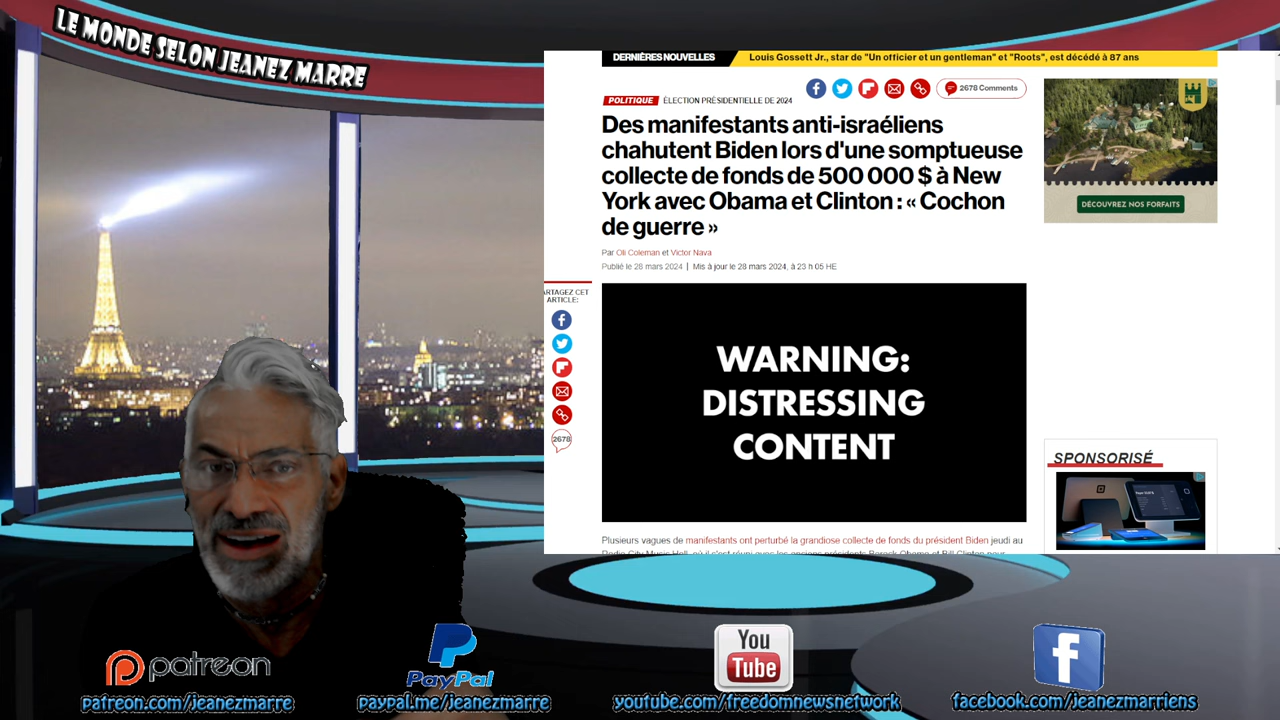 LE MONDE SELON JEANEZ MARRE
DERNIÈRES NOUVELLES
Louis Gossett Jr., star de "Un officier et un gentleman" et "Roots", est décédé à 87 ans
2678 Comments
POLITIQUE
ÉLECTION PRÉSIDENTIELLE DE 2024
Des manifestants anti-israéliens
chahutent Biden lors d'une somptueuse
collecte de fonds de 500 000 $ à New
York avec Obama et Clinton : « Cochon
de guerre »
Par Oli Coleman et Victor Nava
Publié le 28 mars 2024 | Mis à jour le 28 mars 2024, à 23 h 05 HE
ARTAGEZ CET
ARTICLE:
2678
WARNING:
DISTRESSING
CONTENT
DÉCOUVREZ NOS FORFAITS
SPONSORISÉ
Plusieurs vagues de manifestants ont perturbé la grandiose collecte de fonds du président Biden jeudi au
patreon
PayPal
You
Tube
patreon.com/jeanezmarre
paypal.me/jeanezmarre
youtube.com/freedomnewsnetwork
facebook.com/jeanezmarriens